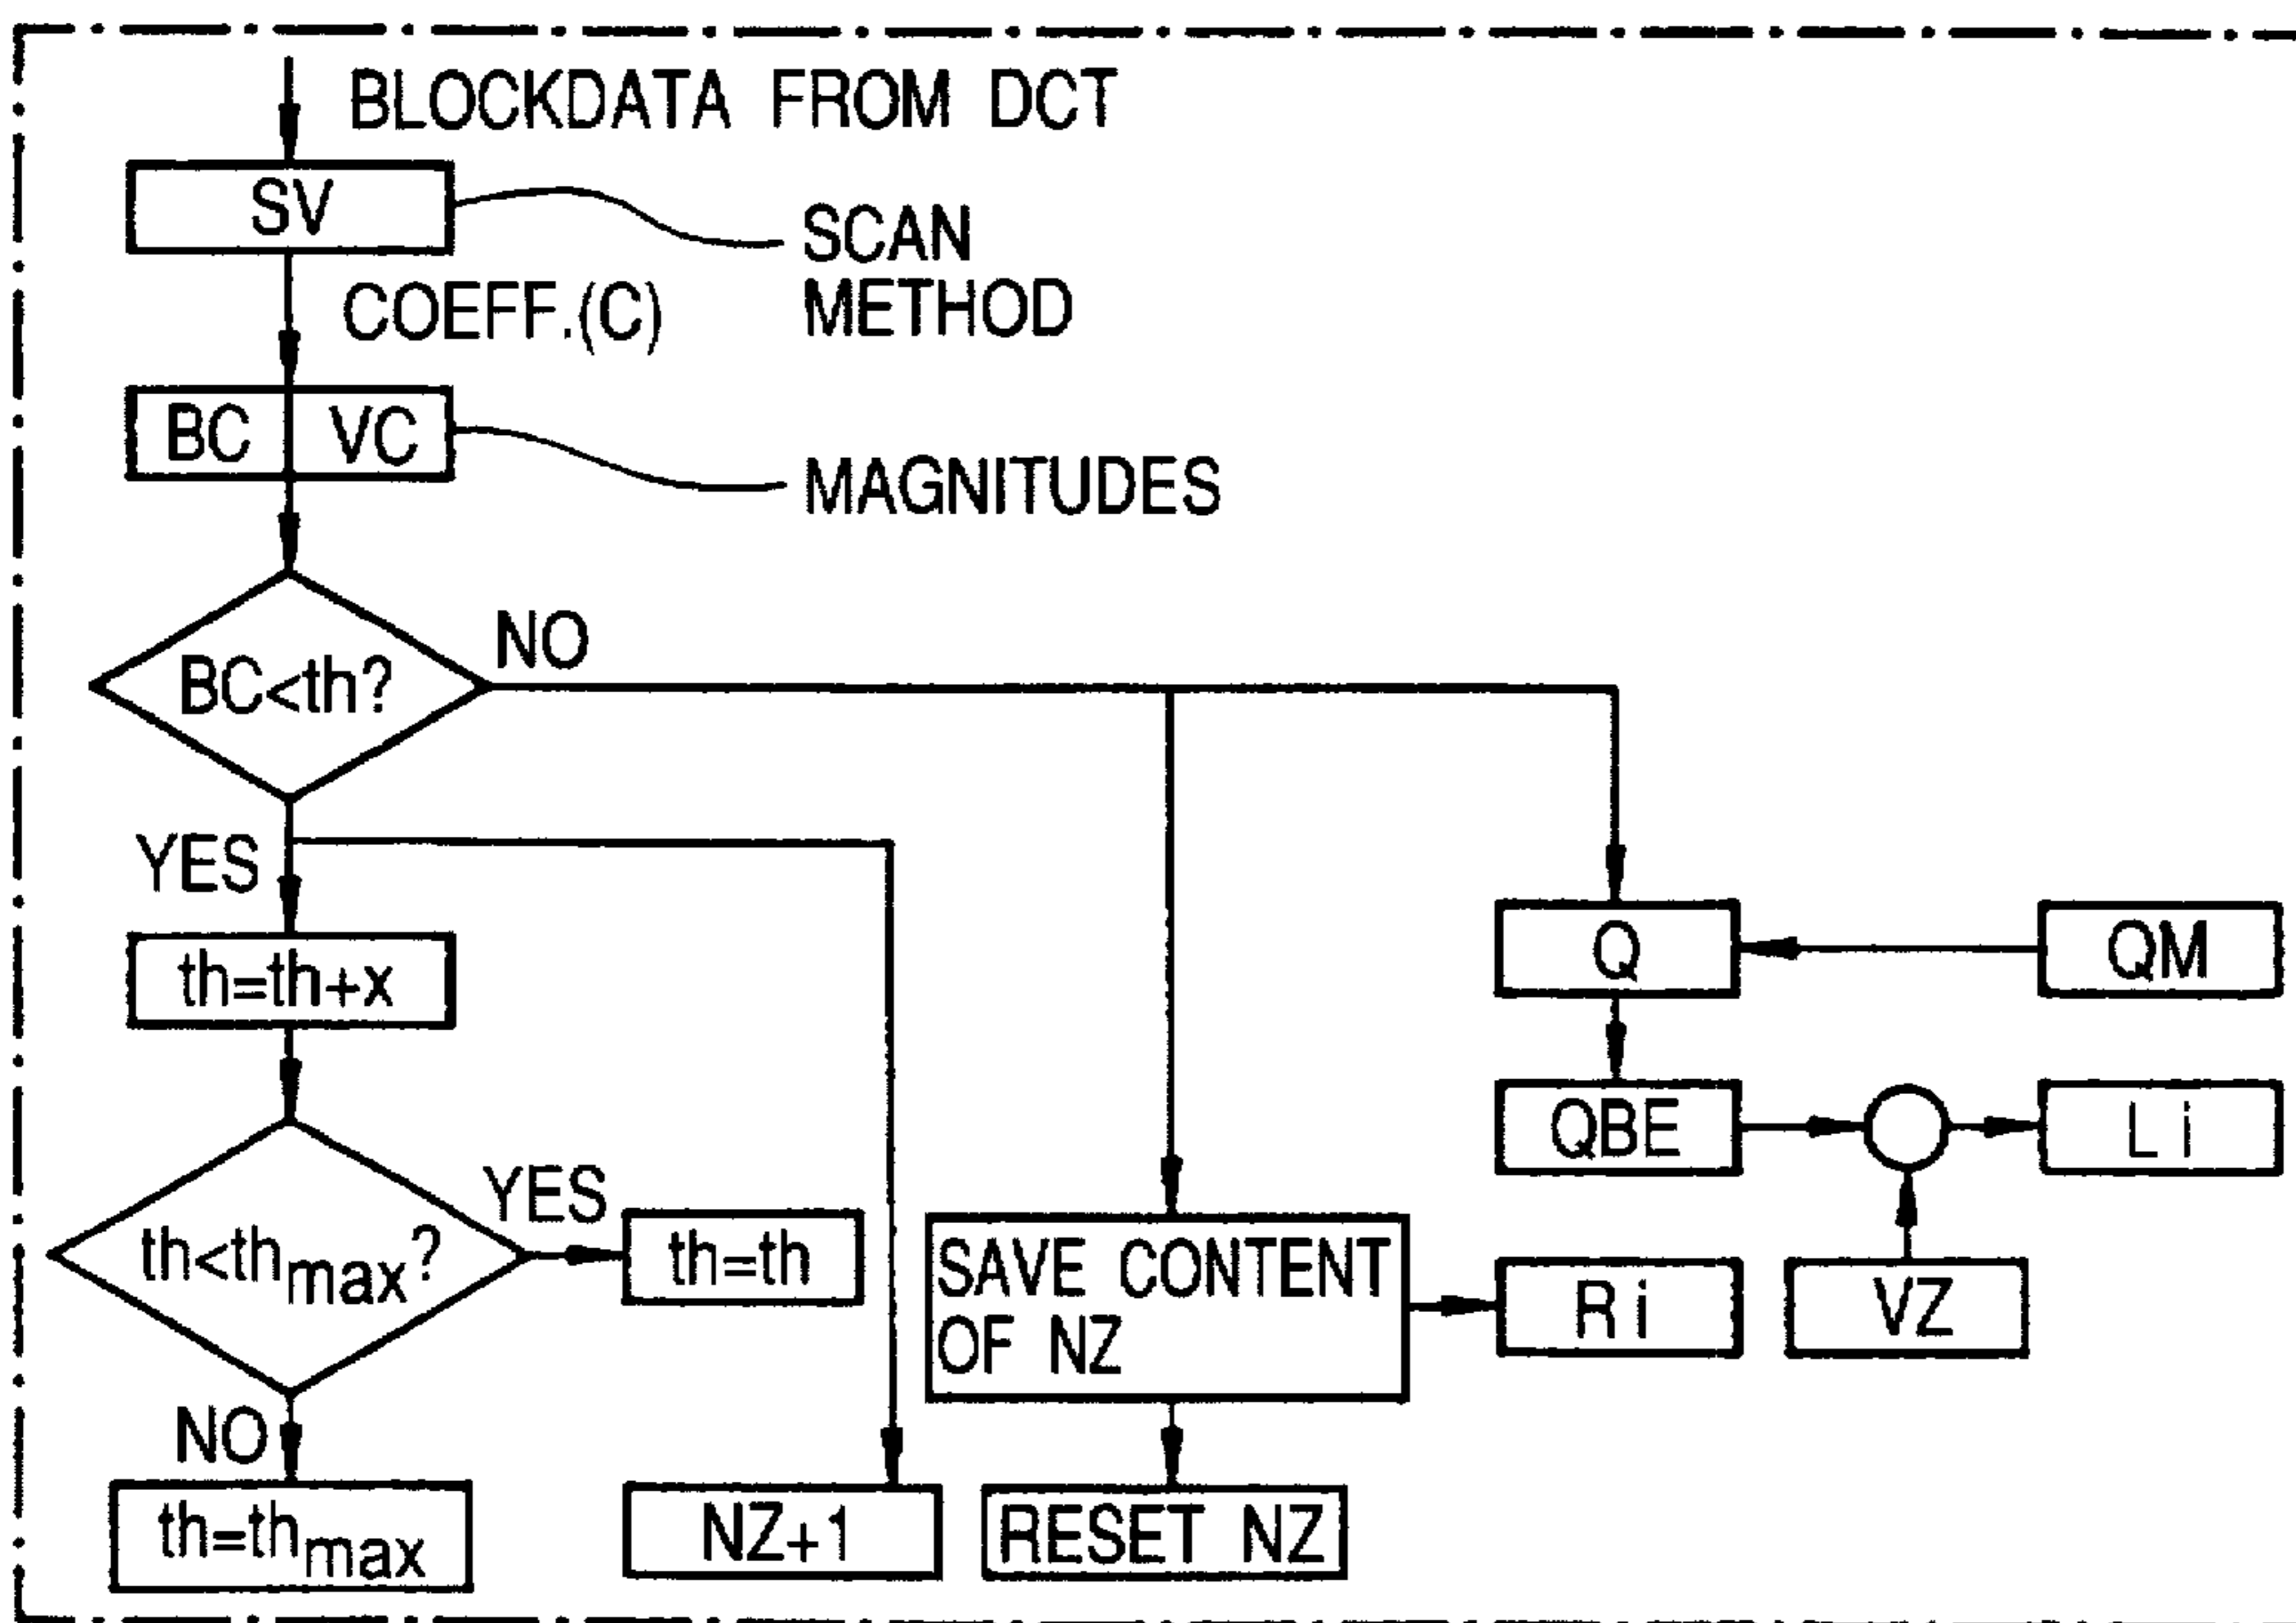 BLOCKDATA FROM DCT
SV
SCAN
METHOD
COEFF.(C)
BC VC
MAGNITUDES
BC<th?
NO
YES
th=th+x
Q
QM
QBE
Li
th<thmax?
YES
th=th
SAVE CONTENT
OF NZ
Ri
VZ
NO
th=thmax
NZ+1
RESET NZ